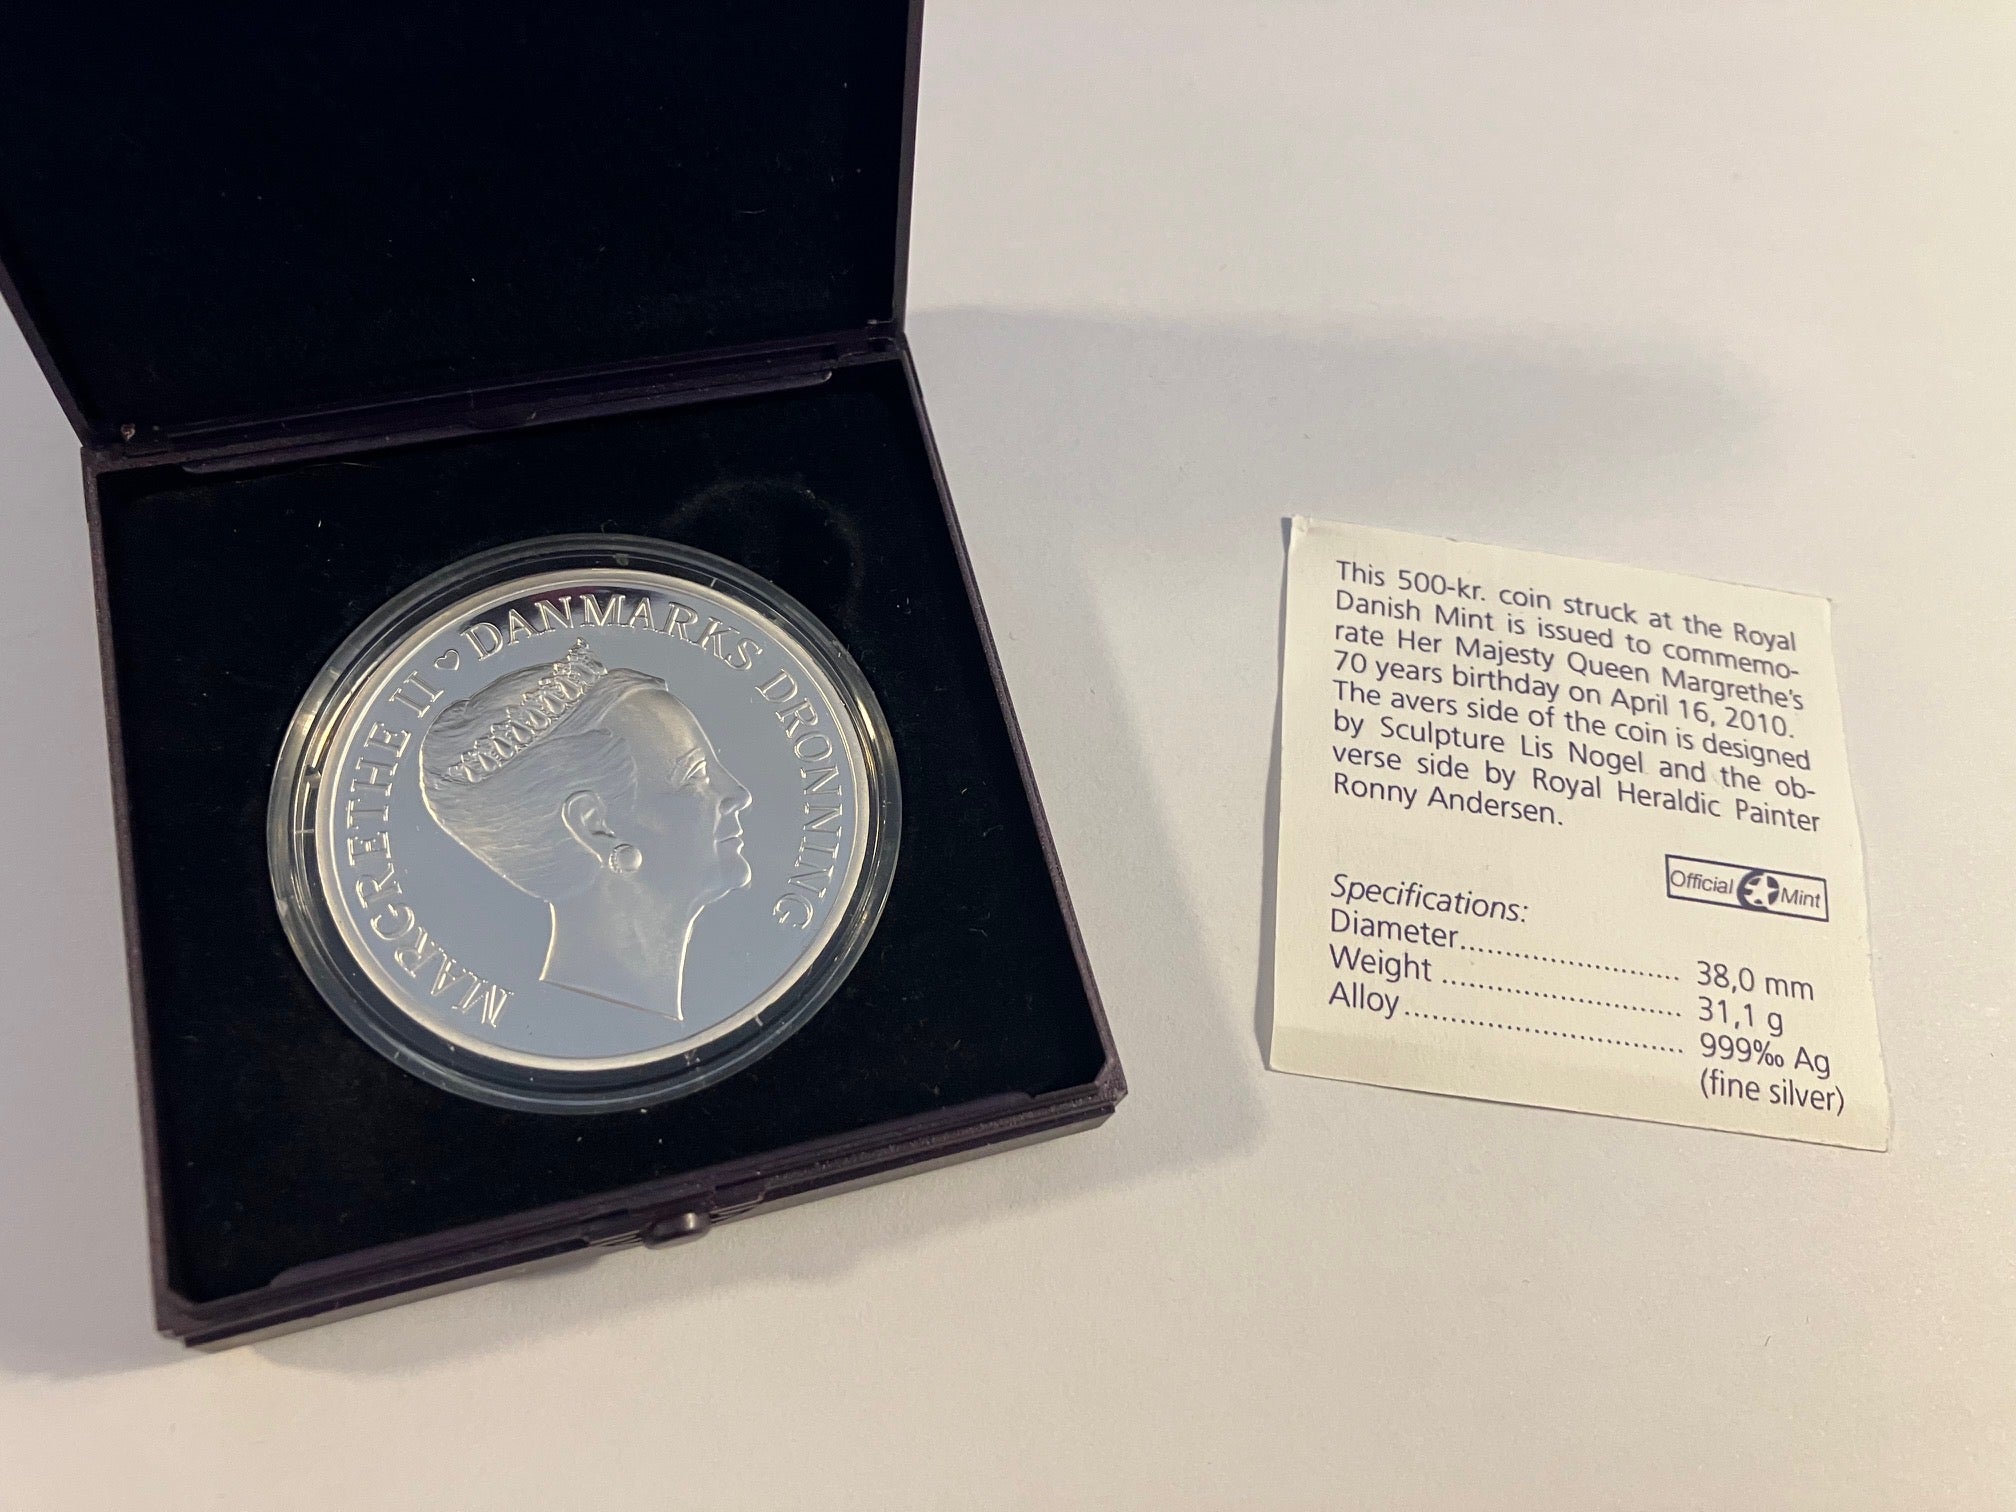 MARGRETHE II ♥ DANMARKS DRONNING
This 500-kr. coin struck at the Royal
Danish Mint is issued to commemo-
rate Her Majesty Queen Margrethe's
70 years birthday on April 16, 2010.
The avers side of the coin is designed
by Sculpture Lis Nogel and the ob-
verse side by Royal Heraldic Painter
Ronny Andersen.
Official Mint
Specifications:
Diameter........................... 38,0 mm
Weight ............................. 31,1 g
Alloy.................................. 999‰ Ag
(fine silver)